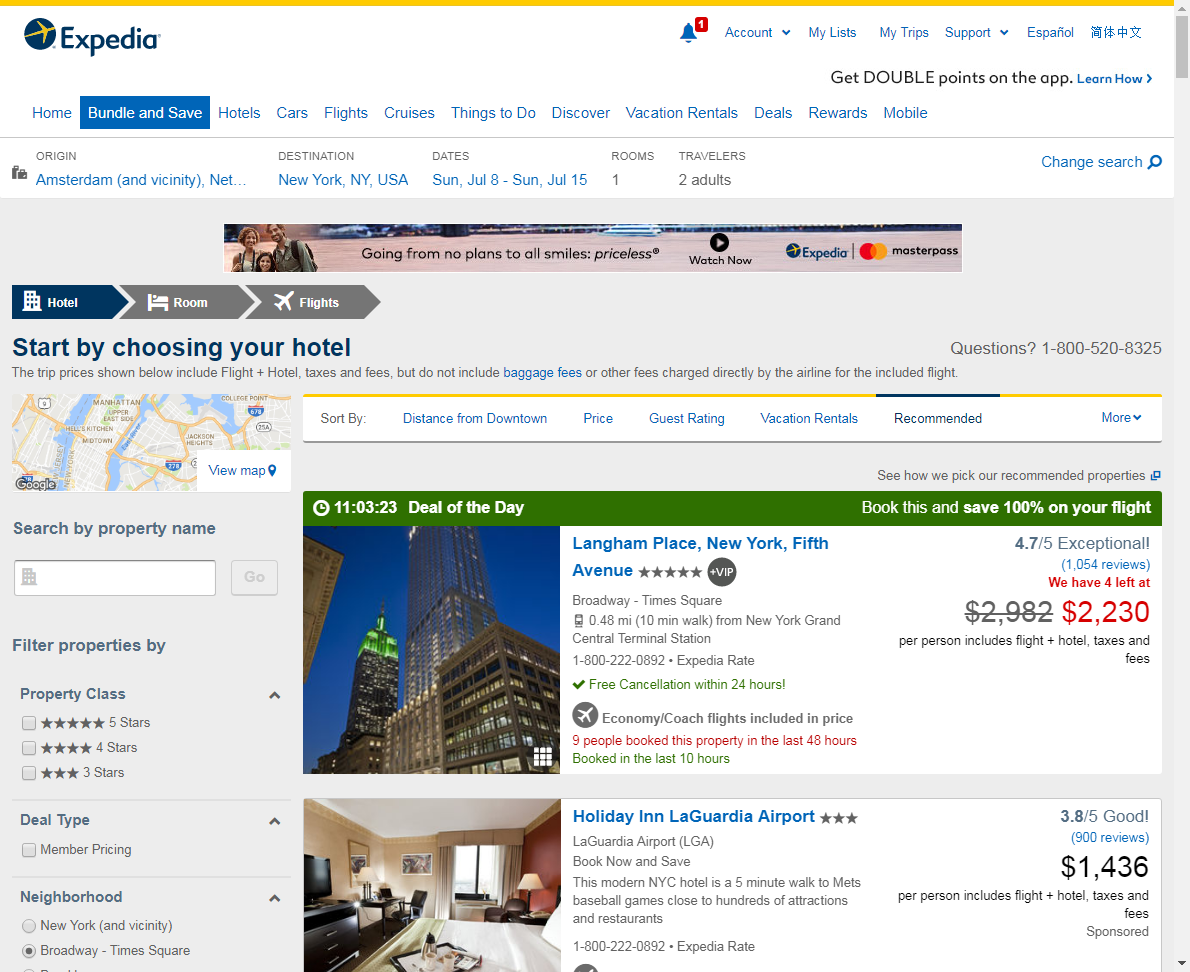 Expedia
1
Account
My Lists
My Trips
Support
Español
简体中文
Get DOUBLE points on the app. Learn How
Home
Bundle and Save
Hotels
Cars
Flights
Cruises
Things to Do
Discover
Vacation Rentals
Deals
Rewards
Mobile
ORIGIN
Amsterdam (and vicinity), Net...
DESTINATION
New York, NY, USA
DATES
Sun, Jul 8 - Sun, Jul 15
ROOMS
1
TRAVELERS
2 adults
Change search
Going from no plans to all smiles: priceless®
Watch Now
Expedia
masterpass
Hotel
Room
Flights
Start by choosing your hotel
Questions? 1-800-520-8325
The trip prices shown below include Flight + Hotel, taxes and fees, but do not include baggage fees or other fees charged directly by the airline for the included flight.
9
MANHATTAN
UPPER
EAST SIDE
HELL'S KITCHEN
MIDTOWN
East River
COLLEGE POINT
678
25A
JACKSON
HEIGHTS
278
NEW YORK
Google
View map
Sort By:
Distance from Downtown
Price
Guest Rating
Vacation Rentals
Recommended
More
See how we pick our recommended properties
Search by property name
Go
Filter properties by
Property Class
5 Stars
4 Stars
3 Stars
Deal Type
Member Pricing
Neighborhood
New York (and vicinity)
Broadway - Times Square
11:03:23 Deal of the Day
Book this and save 100% on your flight
Langham Place, New York, Fifth
Avenue ★★★★★ +VIP
Broadway - Times Square
0.48 mi (10 min walk) from New York Grand
Central Terminal Station
1-800-222-0892 • Expedia Rate
Free Cancellation within 24 hours!
Economy/Coach flights included in price
9 people booked this property in the last 48 hours
Booked in the last 10 hours
4.7/5 Exceptional!
(1,054 reviews)
We have 4 left at
$2,982 $2,230
per person includes flight + hotel, taxes and
fees
Holiday Inn LaGuardia Airport ★★★
LaGuardia Airport (LGA)
Book Now and Save
This modern NYC hotel is a 5 minute walk to Mets
baseball games close to hundreds of attractions
and restaurants
1-800-222-0892 • Expedia Rate
3.8/5 Good!
(900 reviews)
$1,436
per person includes flight + hotel, taxes and
fees
Sponsored